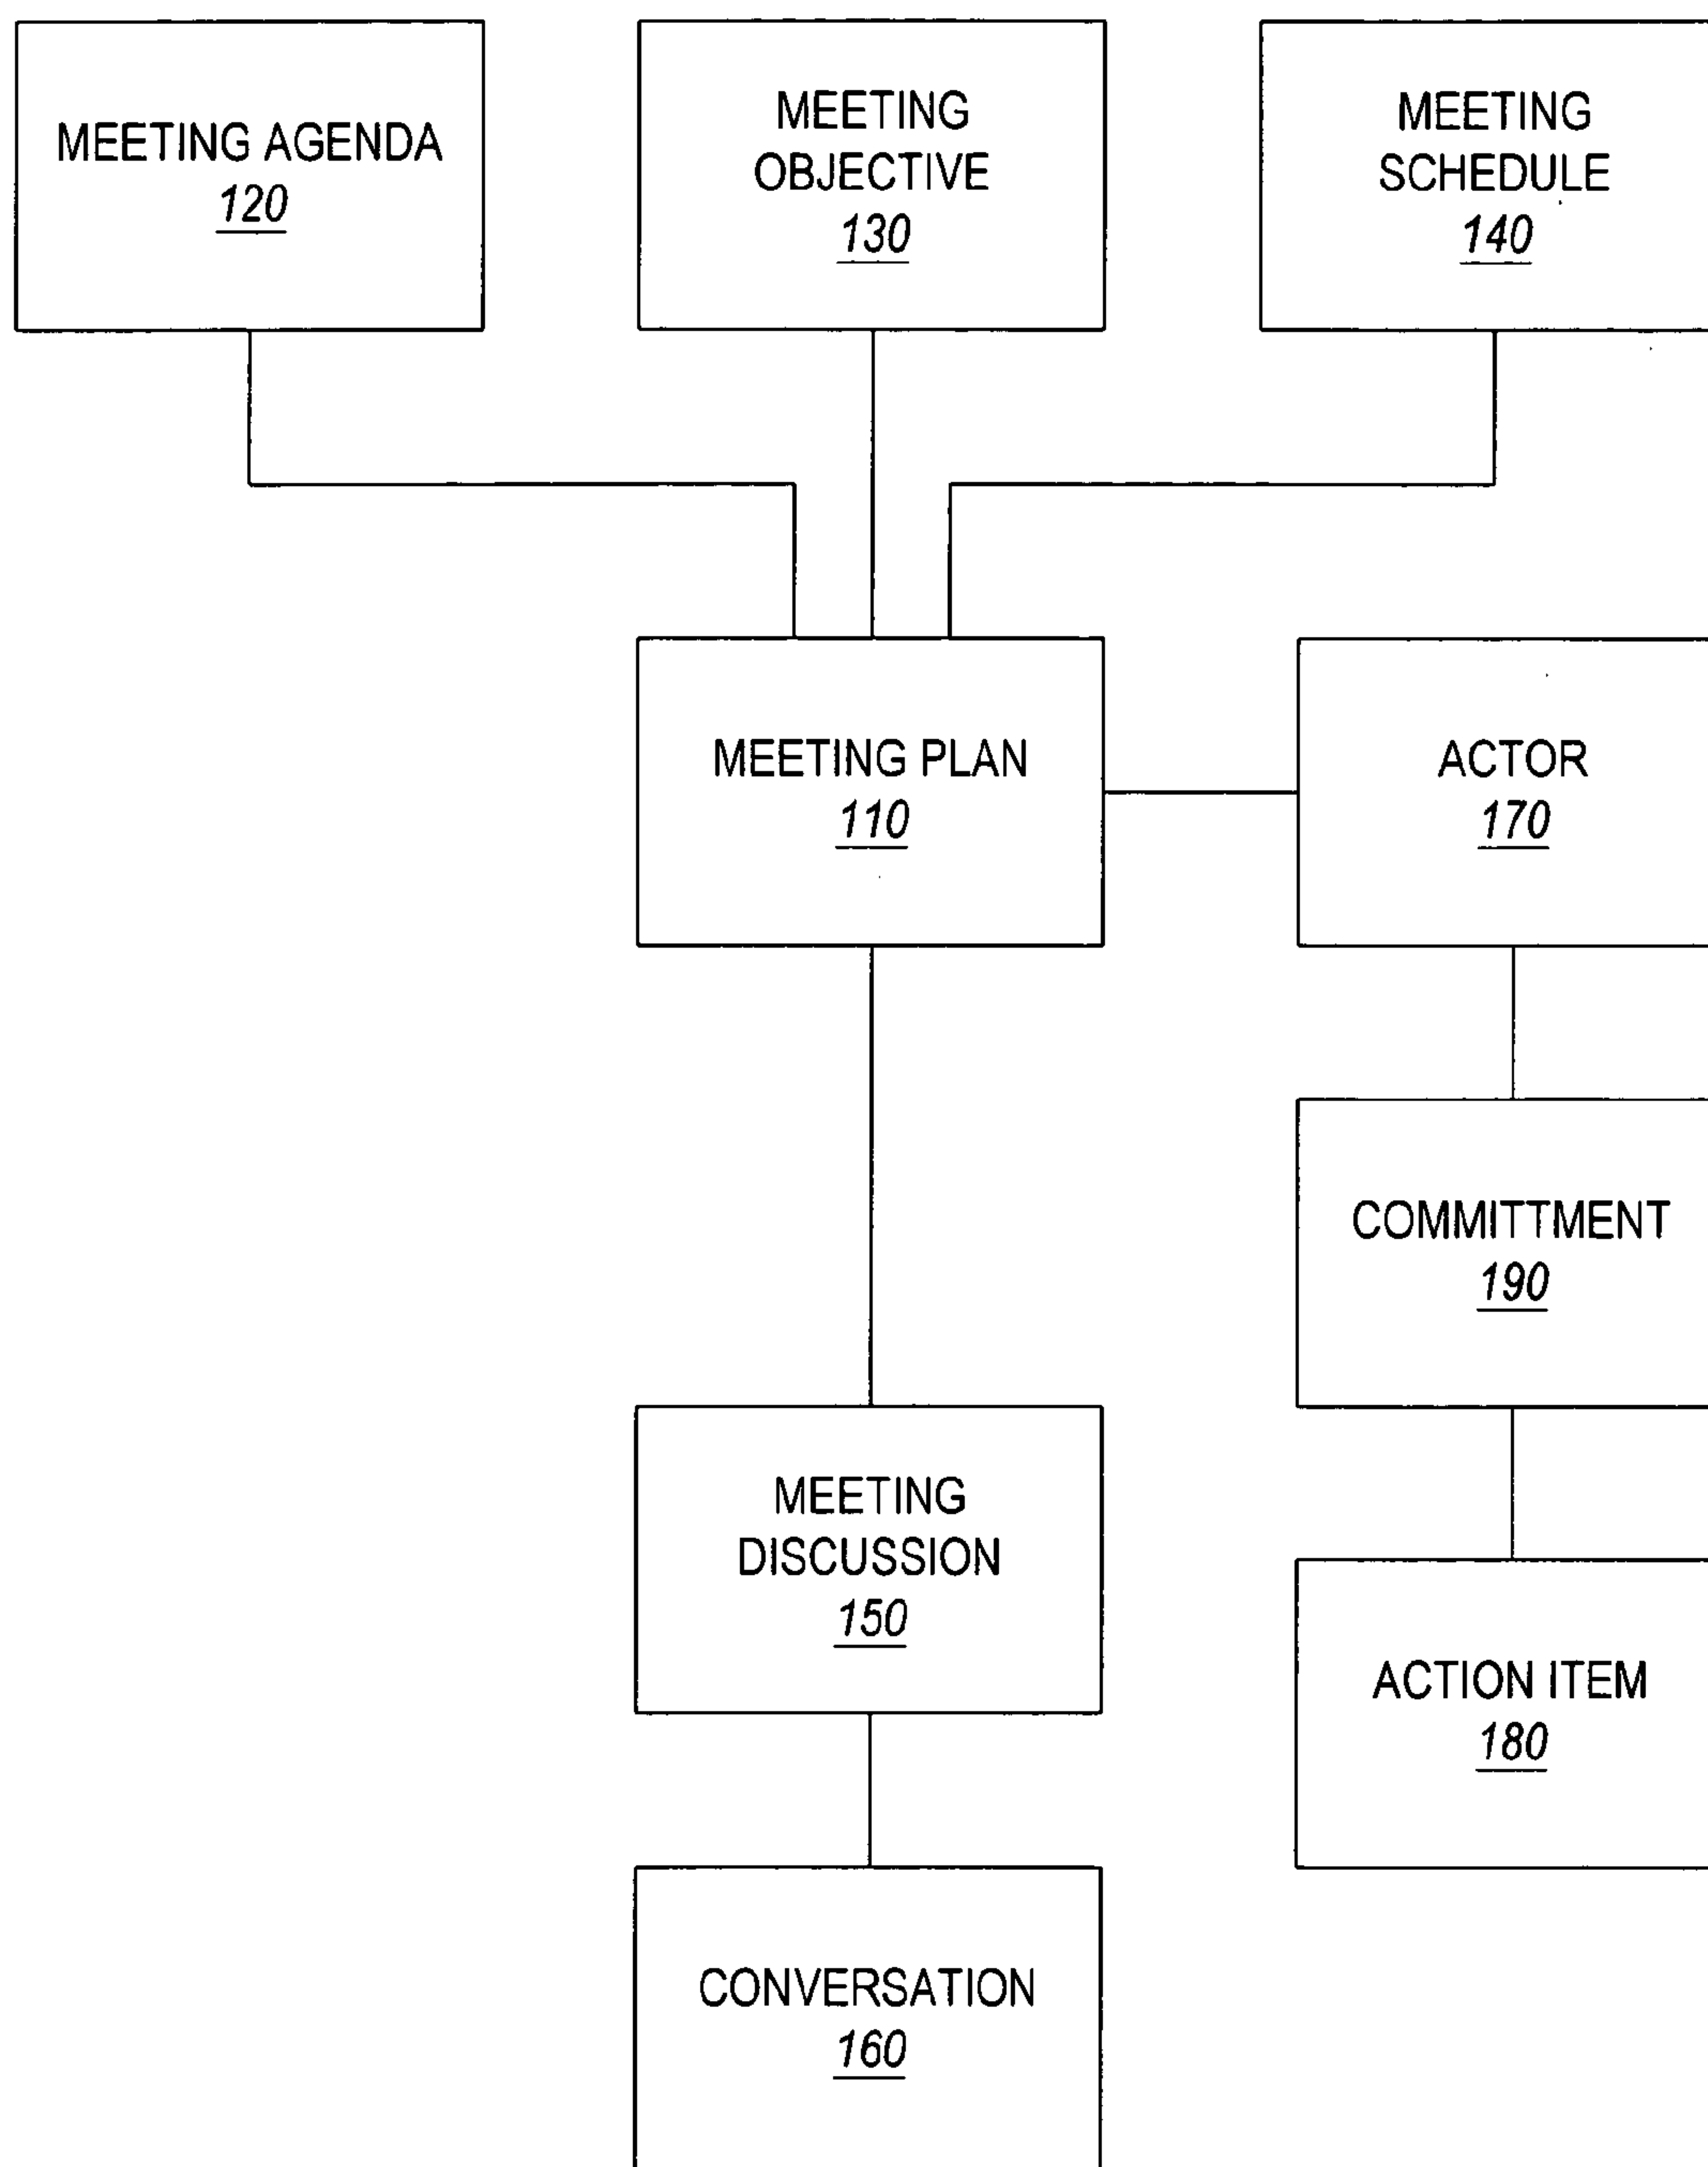 MEETING AGENDA
120
MEETING
OBJECTIVE
130
MEETING
SCHEDULE
140
MEETING PLAN
110
ACTOR
170
COMMITTMENT
190
MEETING
DISCUSSION
150
ACTION ITEM
180
CONVERSATION
160